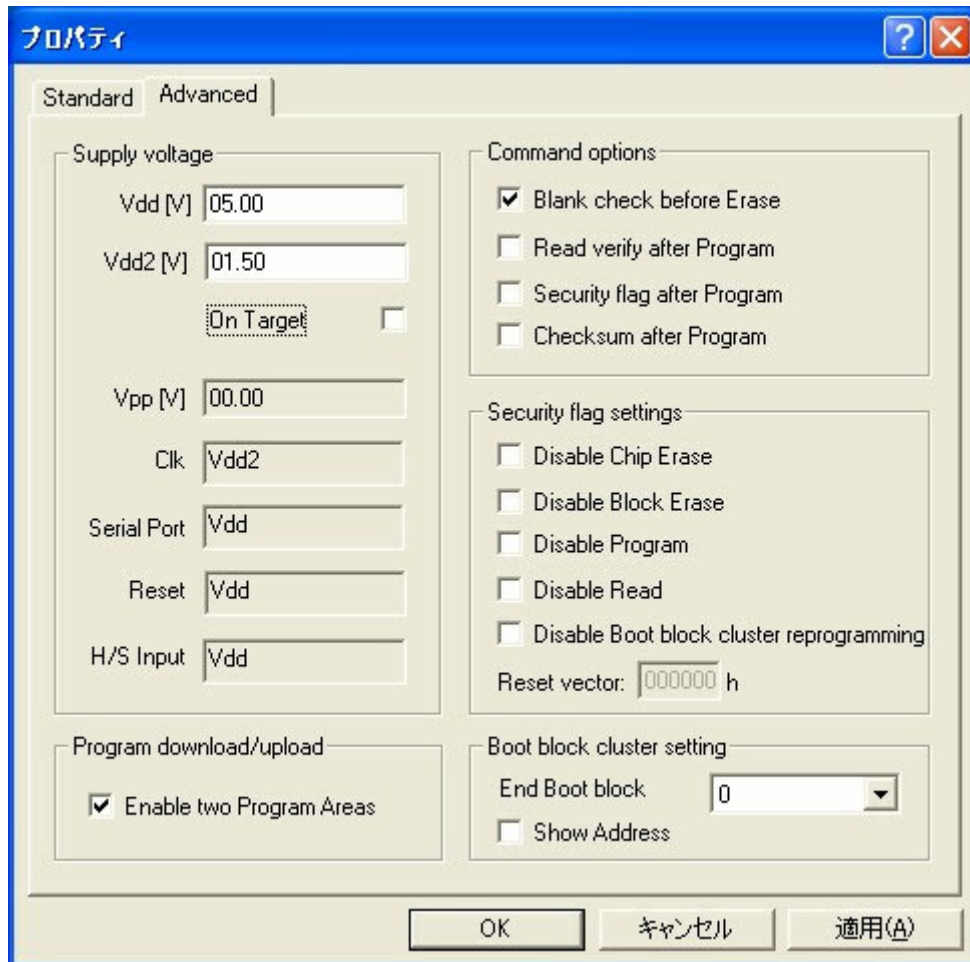 プロパティ
Standard
Advanced
Supply voltage
Vdd [V] 05.00
Vdd2 [V] 01.50
On Target
Vpp [V] 00.00
Clk Vdd2
Serial Port Vdd
Reset Vdd
H/S Input Vdd
Program download/upload
Enable two Program Areas
Command options
Blank check before Erase
Read verify after Program
Security flag after Program
Checksum after Program
Security flag settings
Disable Chip Erase
Disable Block Erase
Disable Program
Disable Read
Disable Boot block cluster reprogramming
Reset vector: 000000 h
Boot block cluster setting
End Boot block 0
Show Address
OK
キャンセル
適用(A)